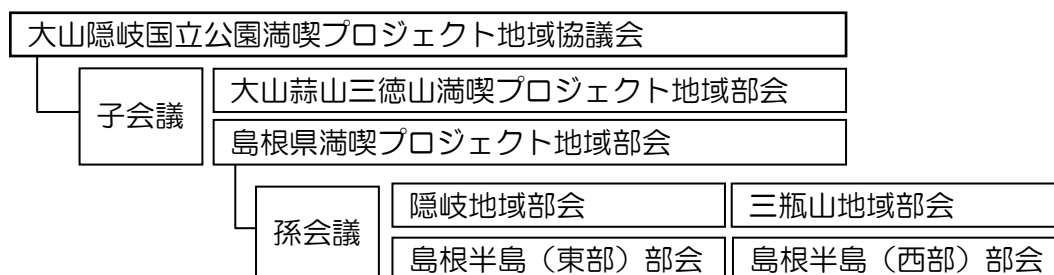 大山隠岐国立公園満喫プロジェクト地域協議会
子会議
大山蒜山三徳山満喫プロジェクト地域部会
島根県満喫プロジェクト地域部会
孫会議
隠岐地域部会
三瓶山地域部会
島根半島（東部）部会
島根半島（西部）部会